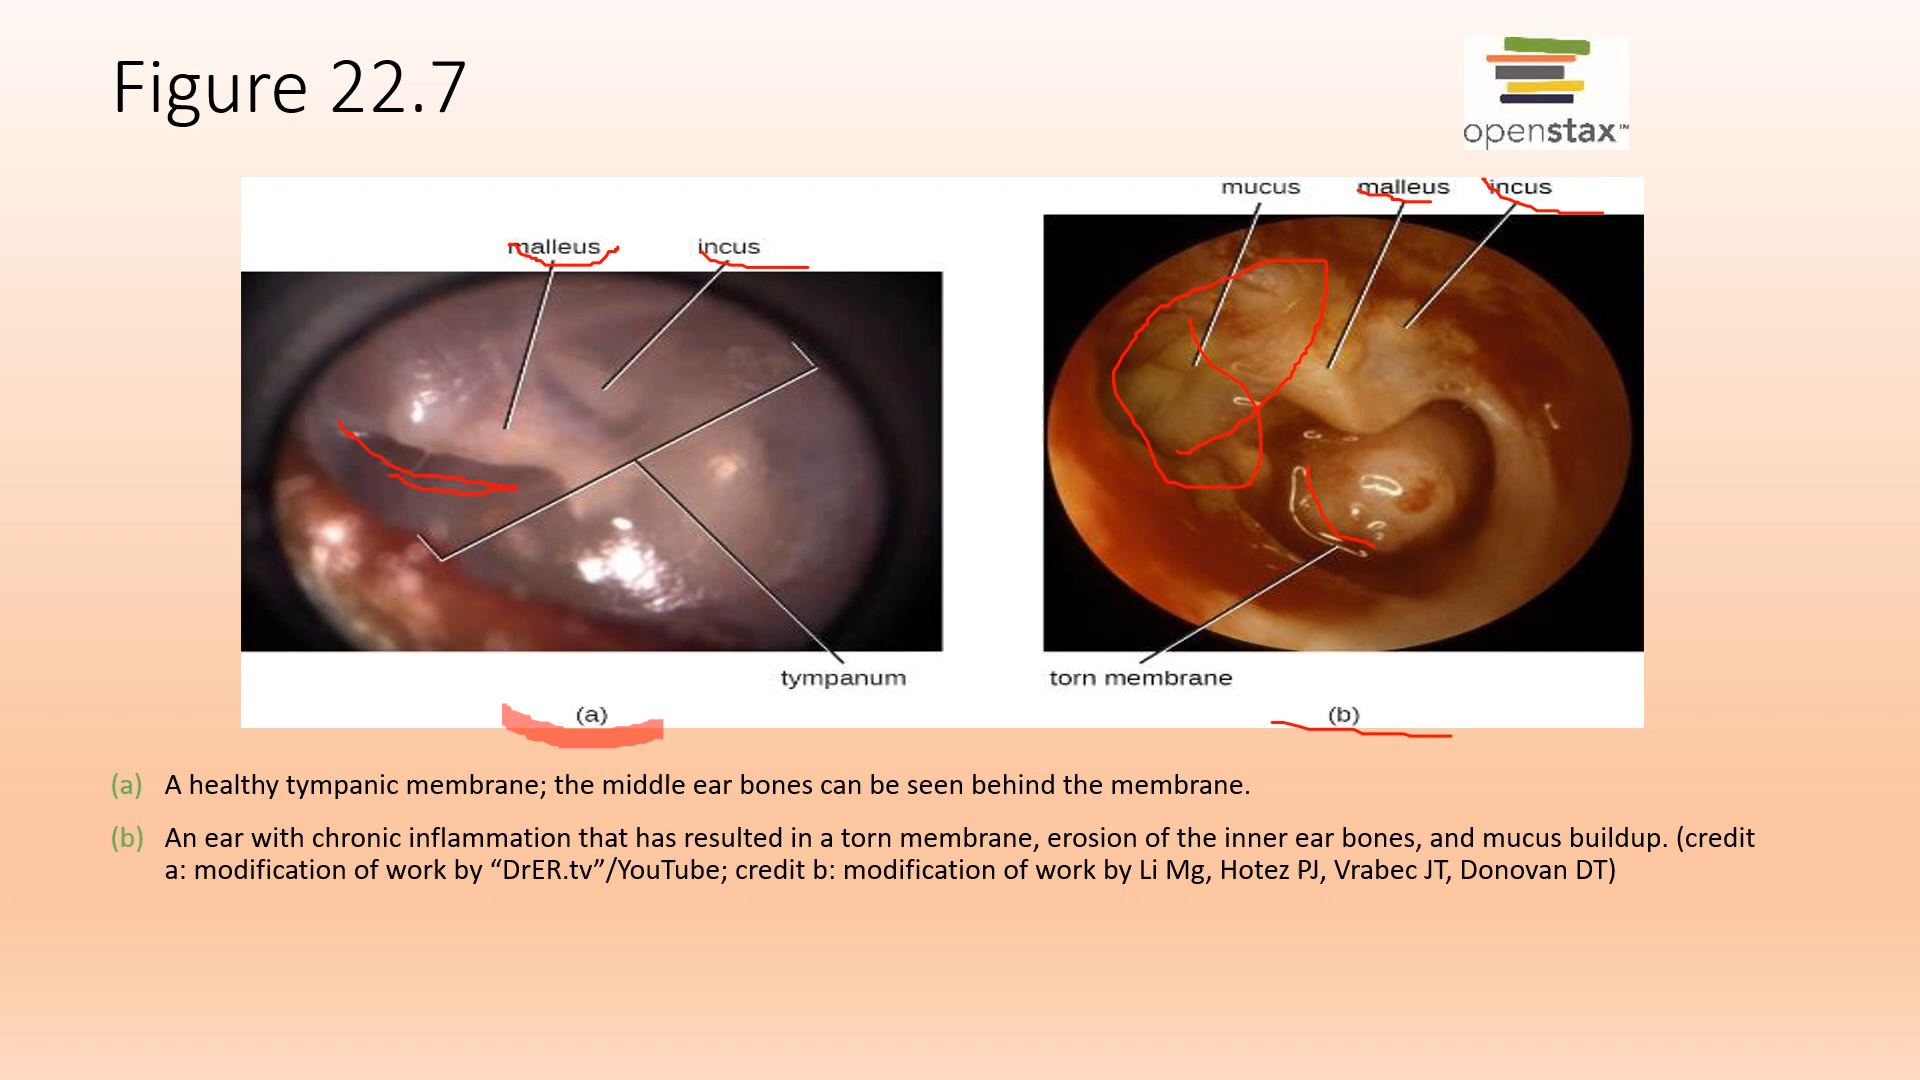 Figure 22.7
openstax™
malleus incus
tympanum
(a)
mucus malleus incus
torn membrane
(b)
(a) A healthy tympanic membrane; the middle ear bones can be seen behind the membrane.
(b) An ear with chronic inflammation that has resulted in a torn membrane, erosion of the inner ear bones, and mucus buildup. (credit
a: modification of work by “DrER.tv”/YouTube; credit b: modification of work by Li Mg, Hotez PJ, Vrabec JT, Donovan DT)